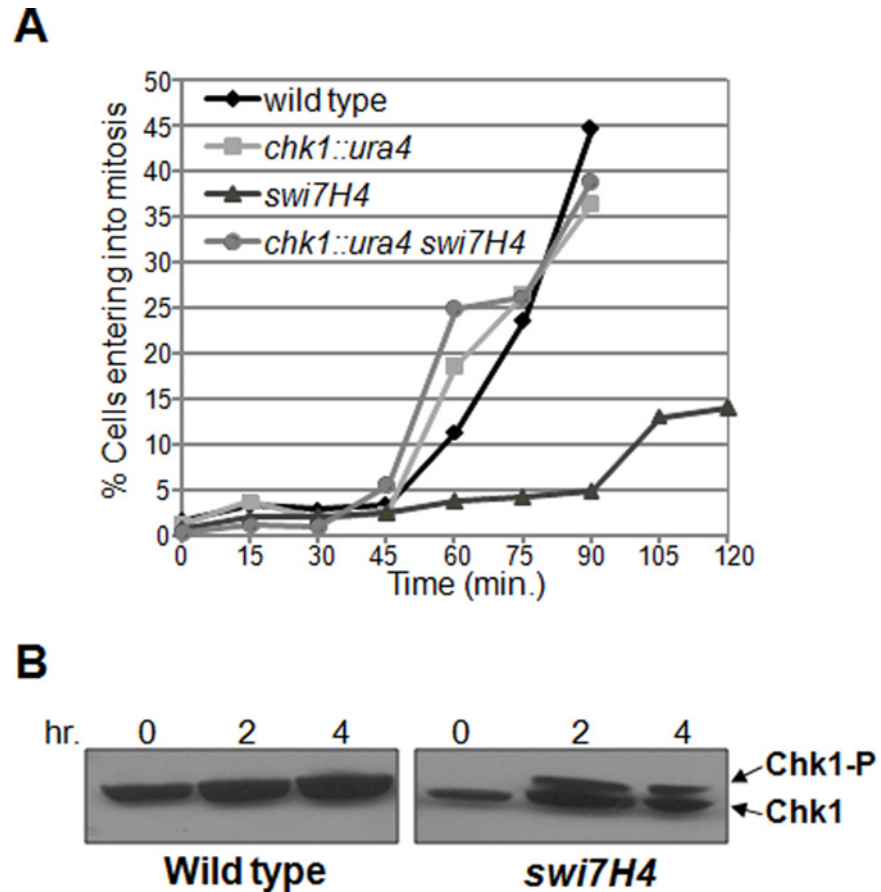 A
% Cells entering into mitosis
50
45
40
35
30
25
20
15
10
5
0
wild type
chk1::ura4
swi7H4
chk1::ura4 swi7H4
0 15 30 45 60 75 90 105 120
Time (min.)
B
hr. 0 2 4 0 2 4
Chk1-P
Chk1
Wild type swi7H4